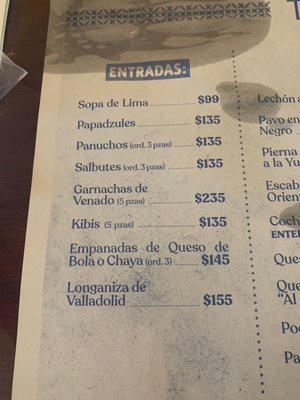 ENTRADAS:
Sopa de Lima $99
Papadzules $135
Panuchos (ord. 3 pzas) $135
Salbutes (ord. 3 pzas) $135
Garnachas de
Venado (5 pzas) $235
Kibis (5 pzas) $135
Empanadas de Queso de
Bola o Chaya (ord. 3) $145
Longaniza de
Valladolid $155
Lechón
Pavo en
Negro
Pierna
a la Yu
Escab
Orien
Coch
ENTE
Que
Que
"Al
Po
Pa